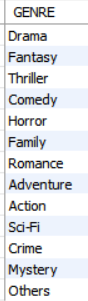 GENRE
Drama
Fantasy
Thriller
Comedy
Horror
Family
Romance
Adventure
Action
Sci-Fi
Crime
Mystery
Others